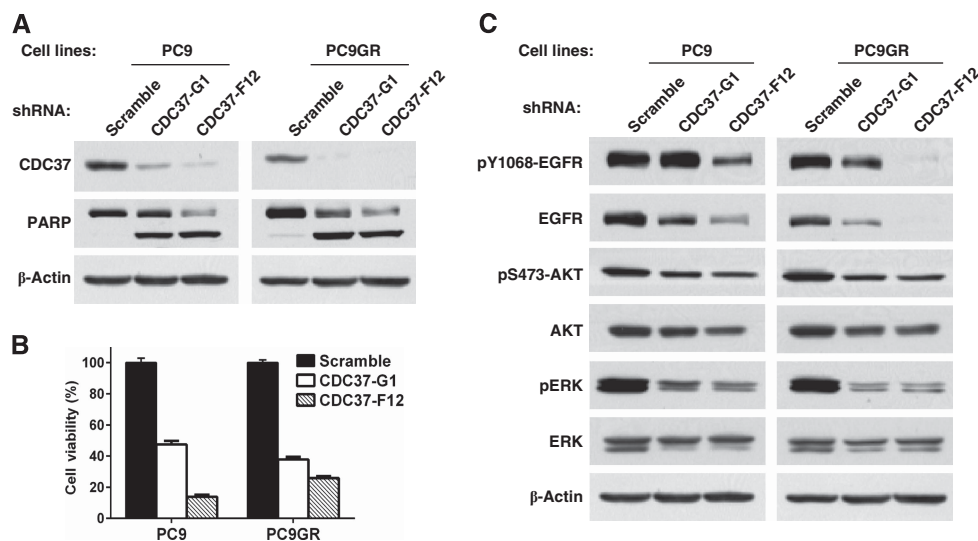 A
Cell lines: PC9 PC9GR
shRNA: Scramble CDC37-G1 CDC37-F12 Scramble CDC37-G1 CDC37-F12
CDC37
PARP
β-Actin
B
Cell viability (%)
100
80
60
40
20
0
Scramble
CDC37-G1
CDC37-F12
PC9 PC9GR
C
Cell lines: PC9 PC9GR
shRNA: Scramble CDC37-G1 CDC37-F12 Scramble CDC37-G1 CDC37-F12
pY1068-EGFR
EGFR
pS473-AKT
AKT
pERK
ERK
β-Actin